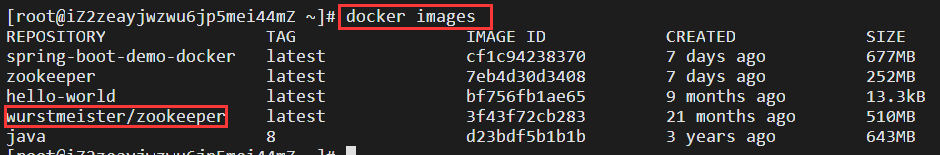 [root@iZ2zeayjwzwu6jp5mei44mZ ~]# docker images
REPOSITORY TAG IMAGE ID CREATED SIZE
spring-boot-demo-docker latest cf1c94238370 7 days ago 677MB
zookeeper latest 7eb4d30d3408 7 days ago 252MB
hello-world latest bf756fb1ae65 9 months ago 13.3kB
wurstmeister/zookeeper latest 3f43f72cb283 21 months ago 510MB
java 8 d23bdf5b1b1b 3 years ago 643MB
[root@iZ2zeayjwzwu6jp5mei44mZ ~]#